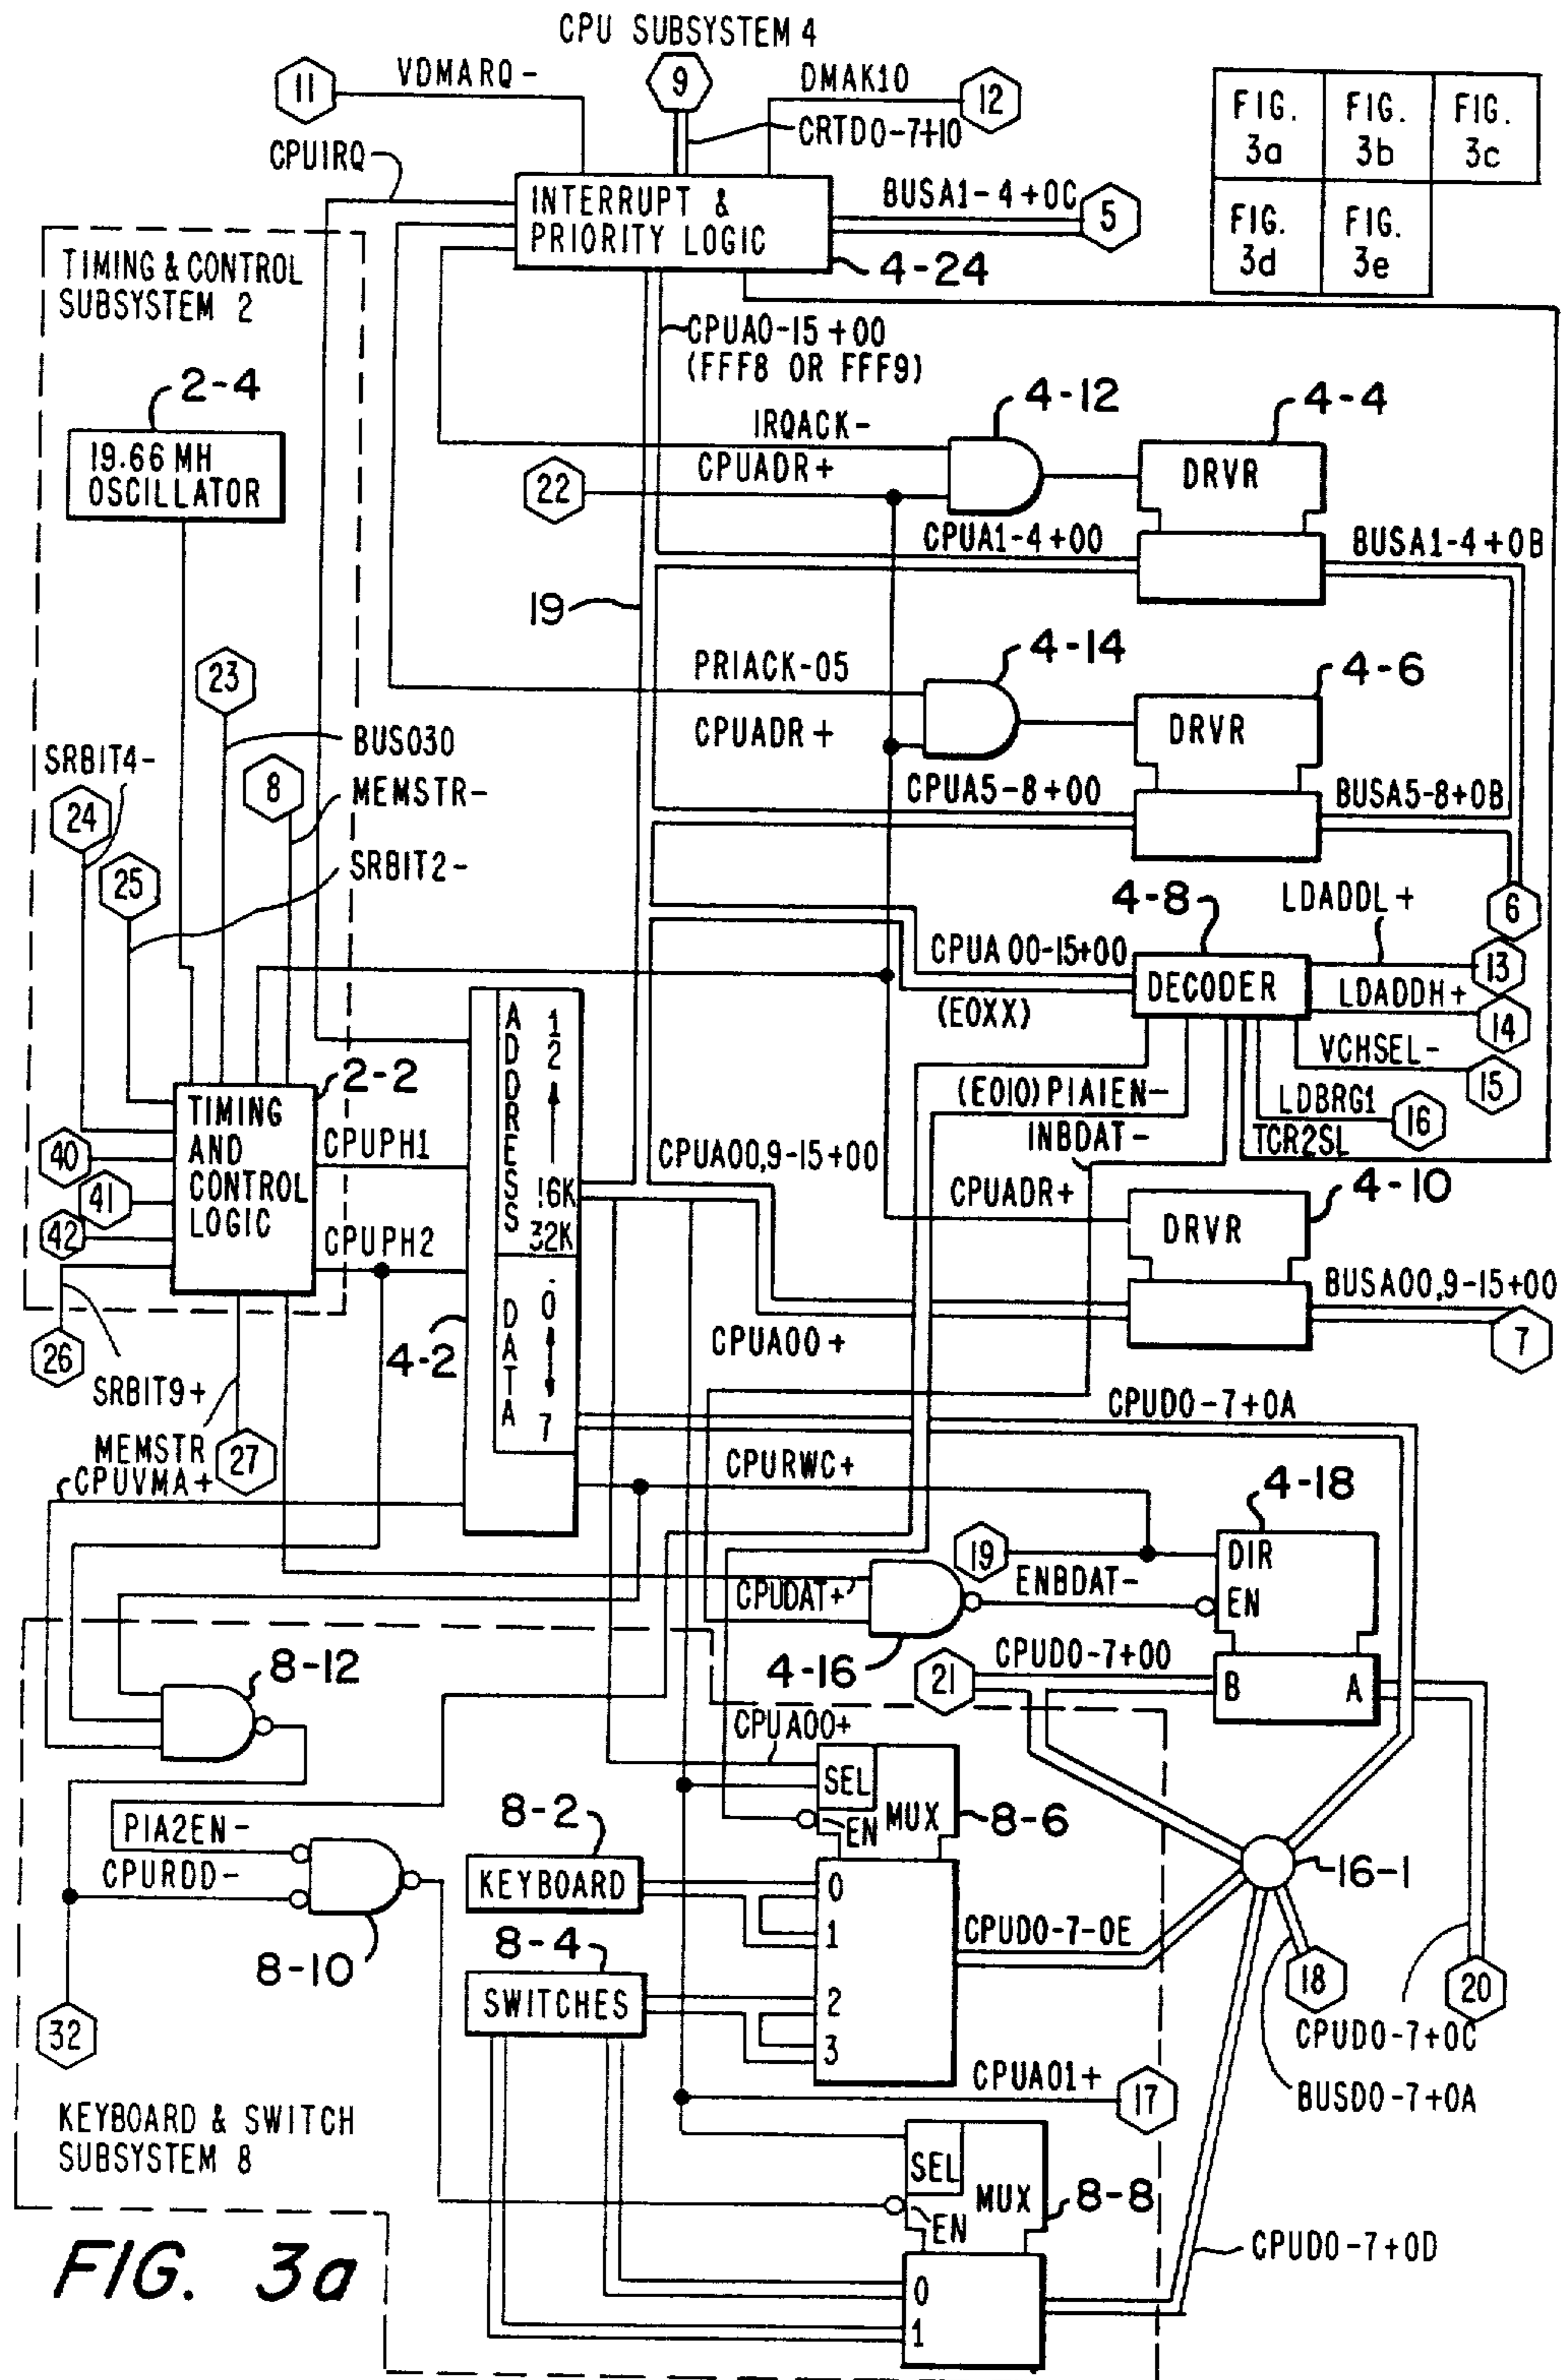 CPU SUBSYSTEM 4
11
VDMARQ-
9
DMAK10
12
CRTD0-7+10
CPUIRQ
FIG. 3a
FIG. 3b
FIG. 3c
FIG. 3d
FIG. 3e
INTERRUPT &
PRIORITY LOGIC
BUSA1-4+0C
5
4-24
TIMING & CONTROL
SUBSYSTEM 2
CPUA0-15+00
(FFF8 OR FFF9)
2-4
19.66 MH
OSCILLATOR
IRQACK-
4-12
4-4
DRVR
22
CPUADR+
CPUA1-4+00
BUSA1-4+0B
19
PRIACK-05
4-14
4-6
DRVR
CPUADR+
23
BUS030
SRBIT4-
8
MEMSTR-
24
SRBIT2-
25
CPUA5-8+00
BUSA5-8+0B
4-8
LDADDL+
6
CPUA00-15+00
(E0XX)
DECODER
13
LDADDH+
14
VCHSEL-
15
LDBRG1
16
TCR2SL
(E010)PIA1EN-
INBDAT-
ADDRESS
1
2
16K
32K
2-2
TIMING
AND
CONTROL
LOGIC
CPUPH1
CPUPH2
40
41
42
CPUA00,9-15+00
CPUADR+
4-10
DRVR
BUSA00,9-15+00
7
DATA
0
7
4-2
26
SRBIT9+
MEMSTR
27
CPUVMA+
CPUA00+
CPUD0-7+0A
CPURWC+
4-18
19
DIR
EN
ENBDAT-
CPUDAT+
4-16
CPUD0-7+00
21
B
A
8-12
CPUA00+
SEL
MUX
EN
8-6
PIA2EN-
CPURDD-
8-10
8-2
KEYBOARD
0
1
2
3
8-4
SWITCHES
CPUD0-7-0E
16-1
18
20
CPUD0-7+0C
BUSD0-7+0A
32
CPUA01+
17
KEYBOARD & SWITCH
SUBSYSTEM 8
SEL
MUX
EN
8-8
0
1
CPUD0-7+0D
FIG. 3a